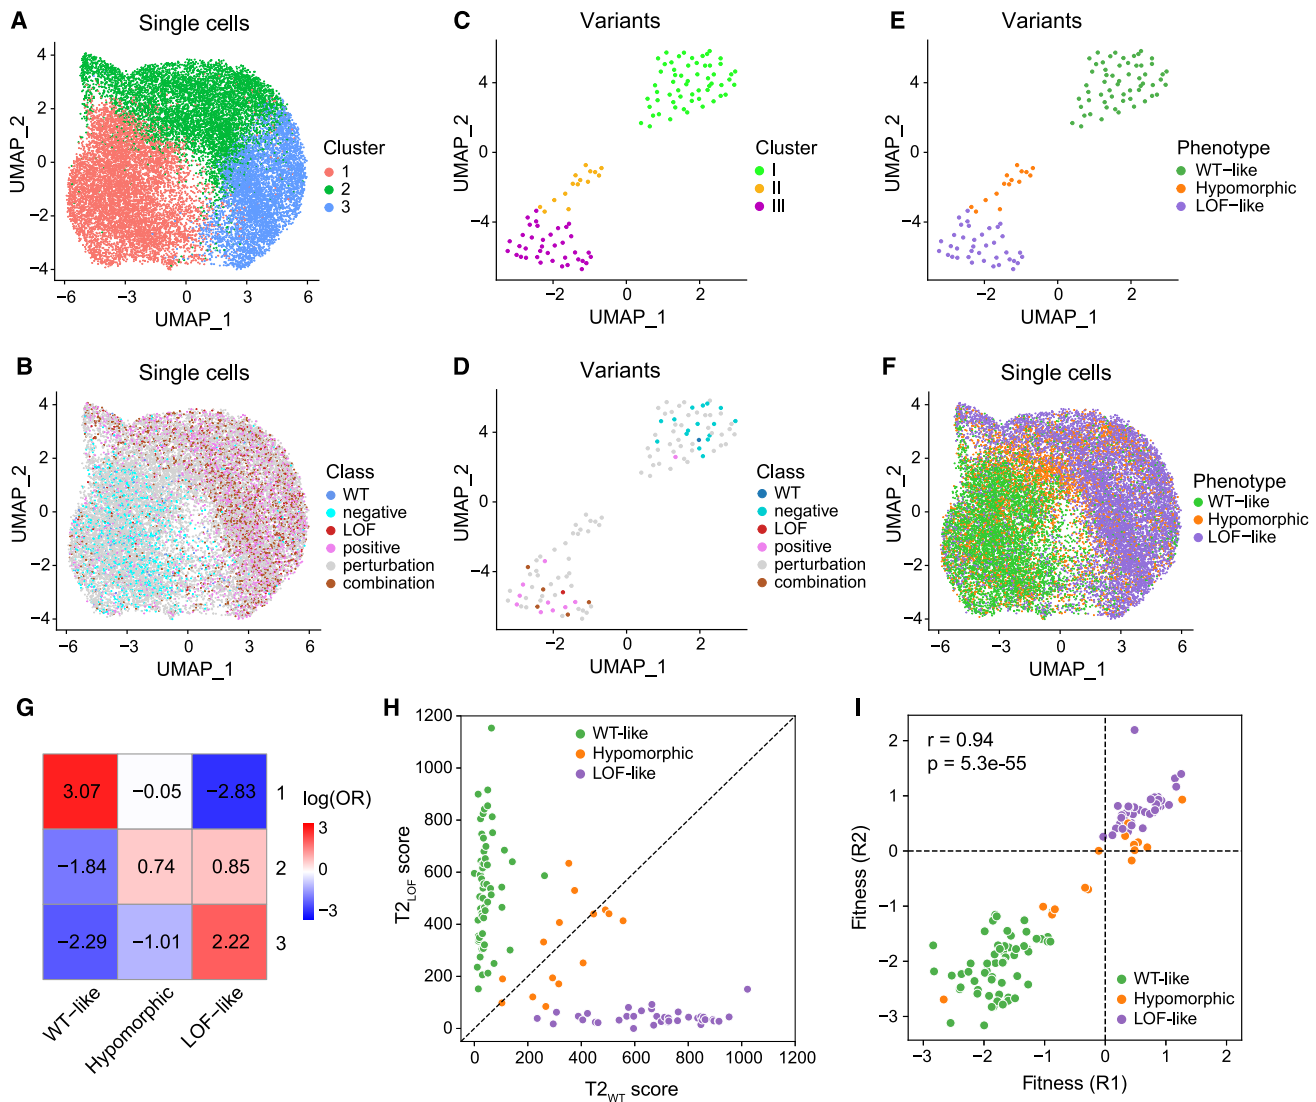 A
Single cells
4
2
0
−2
−4
UMAP_2
−6
−3
0
3
6
UMAP_1
Cluster
1
2
3
C
Variants
4
0
−4
UMAP_2
−2
0
2
UMAP_1
Cluster
I
II
III
E
Variants
4
0
−4
UMAP_2
−2
0
2
UMAP_1
Phenotype
WT-like
Hypomorphic
LOF-like
B
Single cells
4
2
0
−2
−4
UMAP_2
−6
−3
0
3
6
UMAP_1
Class
WT
negative
LOF
positive
perturbation
combination
D
Variants
4
0
−4
UMAP_2
−2
0
2
UMAP_1
Class
WT
negative
LOF
positive
perturbation
combination
F
Single cells
4
2
0
−2
−4
UMAP_2
−6
−3
0
3
6
UMAP_1
Phenotype
WT-like
Hypomorphic
LOF-like
G
3.07 −0.05 −2.83 1
−1.84 0.74 0.85 2
−2.29 −1.01 2.22 3
WT-like
Hypomorphic
LOF-like
log(OR)
3
0
−3
H
1200
1000
800
600
400
200
0
T2LOF score
0 200 400 600 800 1000 1200
T2WT score
WT-like
Hypomorphic
LOF-like
I
r = 0.94
p = 5.3e-55
2
1
0
−1
−2
−3
Fitness (R2)
−3 −2 −1 0 1 2
Fitness (R1)
WT-like
Hypomorphic
LOF-like